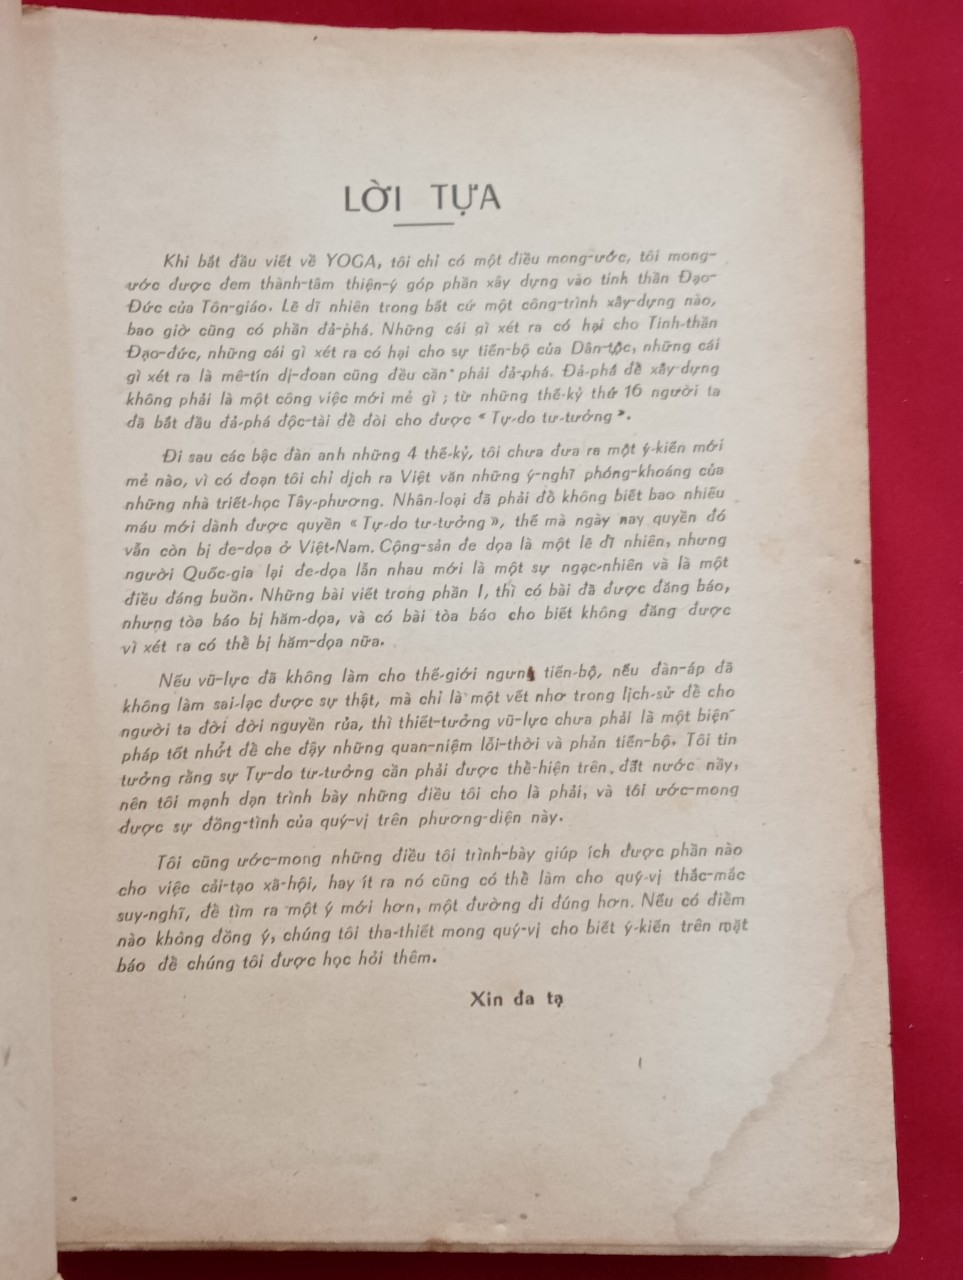 LỜI TỰA
Khi bắt đầu viết về YOGA, tôi chỉ có một điều mong-ước, tôi mong-
ước được đem thành-tâm thiện-ý góp phần xây dựng vào tinh thần Đạo-
Đức của Tôn-giáo. Lẽ dĩ nhiên trong bất cứ một công-trình xây-dựng nào,
bao giờ cũng có phần đả-phá. Những cái gì xét ra có hại cho Tinh-thần
Đạo-đức, những cái gì xét ra có hại cho sự tiến-bộ của Dân-tộc, những cái
gì xét ra là mê-tín dị-đoan cũng đều cần phải đả-phá. Đả-phá để xây-dựng
không phải là một công việc mới mẻ gì ; từ những thế-kỷ thứ 16 người ta
đã bắt đầu đả-phá độc-tài để đòi cho được « Tự-do tư-tưởng ».
Đi sau các bậc đàn anh những 4 thế-kỷ, tôi chưa đưa ra một ý-kiến mới
mẻ nào, vì có đoạn tôi chỉ dịch ra Việt văn những ý-nghĩ phóng-khoáng của
những nhà triết-học Tây-phương. Nhân-loại đã phải đổ không biết bao nhiêu
máu mới dành được quyền « Tự-do tư-tưởng », thế mà ngày nay quyền đó
vẫn còn bị đe-dọa ở Việt-Nam. Cộng-sản đe dọa là một lẽ dĩ nhiên, nhưng
người Quốc-gia lại đe-dọa lẫn nhau mới là một sự ngạc-nhiên và là một
điều đáng buồn. Những bài viết trong phần I, thì có bài đã được đăng báo,
nhưng tòa báo bị hăm-dọa, và có bài tòa báo cho biết không đăng được
vì xét ra có thể bị hăm-dọa nữa.
Nếu vũ-lực đã không làm cho thế-giới ngưng tiến-bộ, nếu đàn-áp đã
không làm sai-lạc được sự thật, mà chỉ là một vết nhơ trong lịch-sử để cho
người ta đời đời nguyền rủa, thì thiết-tưởng vũ-lực chưa phải là một biện
pháp tốt nhứt để che đậy những quan-niệm lỗi-thời và phản tiến-bộ. Tôi tin
tưởng rằng sự Tự-do tư-tưởng cần phải được thể-hiện trên đất nước nầy,
nên tôi mạnh dạn trình bày những điều tôi cho là phải, và tôi ước-mong
được sự đồng-tình của quý-vị trên phương-diện này.
Tôi cũng ước-mong những điều tôi trình-bày giúp ích được phần nào
cho việc cải-tạo xã-hội, hay ít ra nó cũng có thể làm cho quý-vị thắc-mắc
suy-nghĩ, để tìm ra một ý mới hơn, một đường đi đúng hơn. Nếu có điểm
nào không đồng ý, chúng tôi tha-thiết mong quý-vị cho biết ý-kiến trên mặt
báo để chúng tôi được học hỏi thêm.
Xin đa tạ